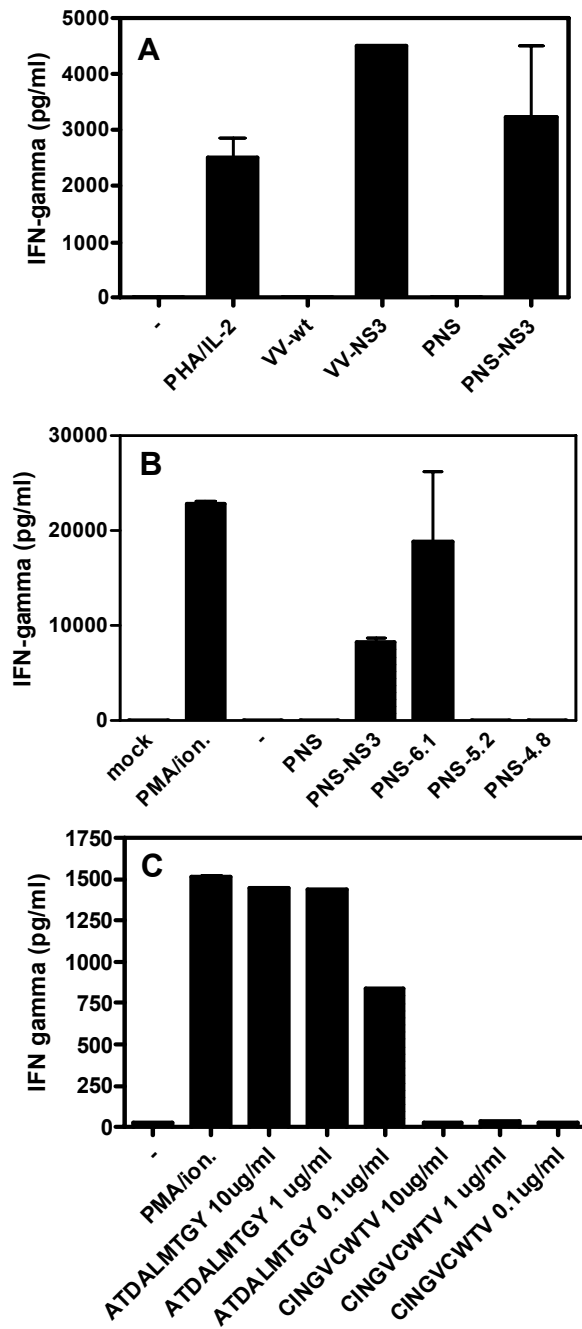 A
IFN-gamma (pg/ml)
5000
4000
3000
2000
1000
0
-
PHA/IL-2
VV-wt
VV-NS3
PNS
PNS-NS3
B
IFN-gamma (pg/ml)
30000
20000
10000
0
mock
PMA/ion.
-
PNS
PNS-NS3
PNS-6.1
PNS-5.2
PNS-4.8
C
IFN gamma (pg/ml)
1750
1500
1250
1000
750
500
250
0
-
PMA/ion.
ATDALMTGY 10ug/ml
ATDALMTGY 1 ug/ml
ATDALMTGY 0.1ug/ml
CINGVCWTV 10ug/ml
CINGVCWTV 1 ug/ml
CINGVCWTV 0.1ug/ml